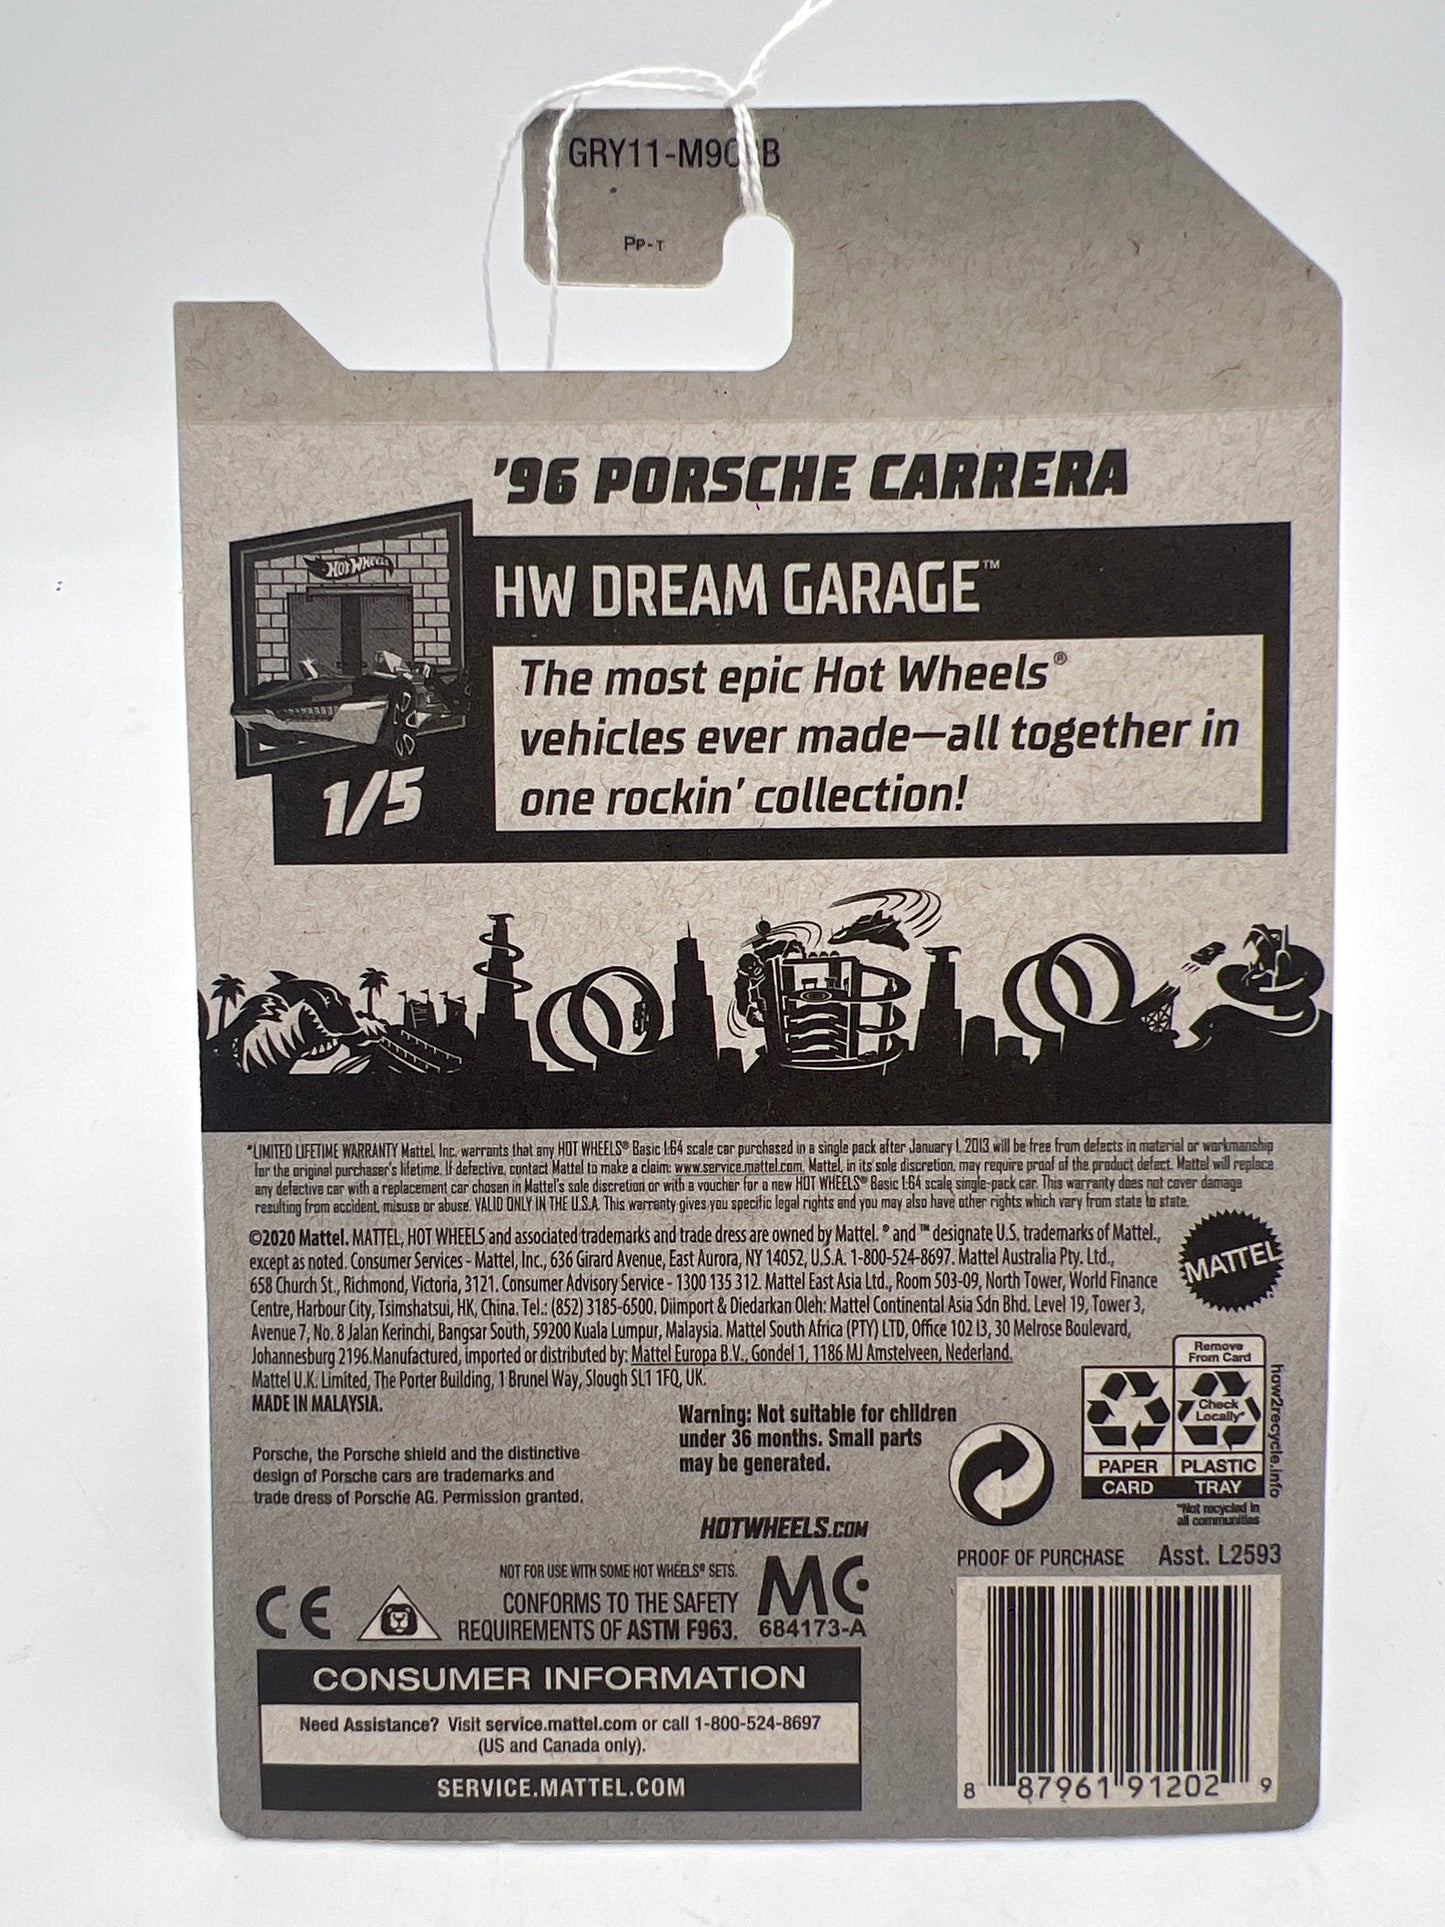 Pp-T
'96 PORSCHE CARRERA
HOT WHEELS
HW DREAM GARAGE™
The most epic Hot Wheels®
vehicles ever made—all together in
one rockin' collection!
1/5
*LIMITED LIFETIME WARRANTY Mattel, Inc. warrants that any HOT WHEELS® Basic 1:64 scale car purchased in a single pack after January 1, 2013 will be free from defects in material or workmanship
for the original purchaser's lifetime. If defective, contact Mattel to make a claim: www.service.mattel.com. Mattel, in its sole discretion, may require proof of the product defect. Mattel will replace
any defective car with a replacement car chosen in Mattel's sole discretion or with a voucher for a new HOT WHEELS® Basic 1:64 scale single-pack car. This warranty does not cover damage
resulting from accident, misuse or abuse. VALID ONLY IN THE U.S.A. This warranty gives you specific legal rights and you may also have other rights which vary from state to state.
©2020 Mattel. MATTEL, HOT WHEELS and associated trademarks and trade dress are owned by Mattel. ® and ™ designate U.S. trademarks of Mattel.,
except as noted. Consumer Services - Mattel, Inc., 636 Girard Avenue, East Aurora, NY 14052, U.S.A. 1-800-524-8697. Mattel Australia Pty. Ltd.,
658 Church St., Richmond, Victoria, 3121. Consumer Advisory Service - 1300 135 312. Mattel East Asia Ltd., Room 503-09, North Tower, World Finance
Centre, Harbour City, Tsimshatsui, HK, China. Tel.: (852) 3185-6500. Diimport & Diedarkan Oleh: Mattel Continental Asia Sdn Bhd. Level 19, Tower 3,
Avenue 7, No. 8 Jalan Kerinchi, Bangsar South, 59200 Kuala Lumpur, Malaysia. Mattel South Africa (PTY) LTD, Office 102 I3, 30 Melrose Boulevard,
Johannesburg 2196.Manufactured, imported or distributed by: Mattel Europa B.V., Gondel 1, 1186 MJ Amstelveen, Nederland.
Mattel U.K. Limited, The Porter Building, 1 Brunel Way, Slough SL1 1FQ, UK.
MADE IN MALAYSIA.
MATTEL
Porsche, the Porsche shield and the distinctive
design of Porsche cars are trademarks and
trade dress of Porsche AG. Permission granted.
Warning: Not suitable for children
under 36 months. Small parts
may be generated.
Remove
From Card
Check
Locally*
PAPER
CARD
PLASTIC
TRAY
how2recycle.info
*Not recycled in
all communities
HOTWHEELS.COM
NOT FOR USE WITH SOME HOT WHEELS® SETS.
CONFORMS TO THE SAFETY
REQUIREMENTS OF ASTM F963.
CE
MC
684173-A
PROOF OF PURCHASE Asst. L2593
CONSUMER INFORMATION
Need Assistance? Visit service.mattel.com or call 1-800-524-8697
(US and Canada only).
SERVICE.MATTEL.COM
8 87961 91202 9